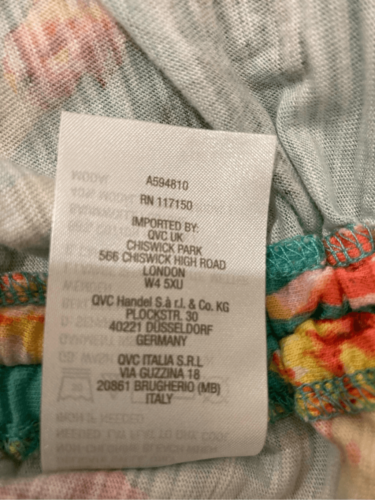 A594810
RN 117150
IMPORTED BY:
QVC UK
CHISWICK PARK
566 CHISWICK HIGH ROAD
LONDON
W4 5XU
QVC Handel S.à r.l. & Co. KG
PLOCKSTR. 30
40221 DÜSSELDORF
GERMANY
QVC ITALIA S.R.L
VIA GUZZINA 18
20861 BRUGHERIO (MB)
ITALY